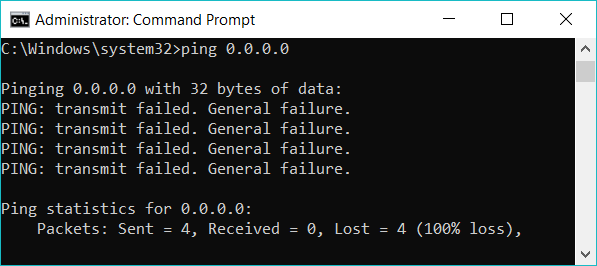 Administrator: Command Prompt
C:\Windows\system32>ping 0.0.0.0
Pinging 0.0.0.0 with 32 bytes of data:
PING: transmit failed. General failure.
PING: transmit failed. General failure.
PING: transmit failed. General failure.
PING: transmit failed. General failure.
Ping statistics for 0.0.0.0:
    Packets: Sent = 4, Received = 0, Lost = 4 (100% loss),